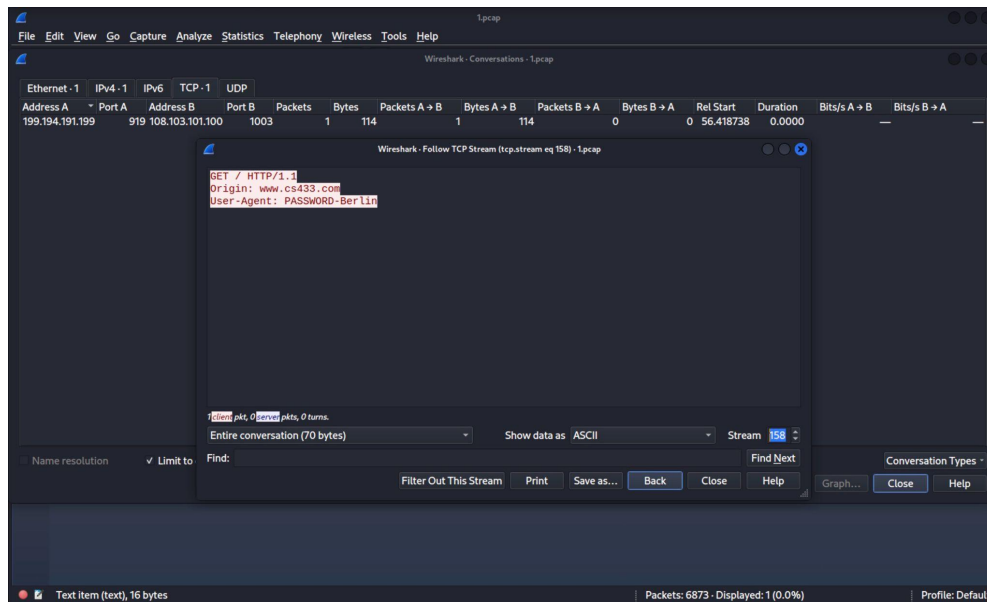 1.pcap
File Edit View Go Capture Analyze Statistics Telephony Wireless Tools Help
Wireshark · Conversations · 1.pcap
Ethernet · 1 IPv4 · 1 IPv6 TCP · 1 UDP
Address A Port A Address B Port B Packets Bytes Packets A → B Bytes A → B Packets B → A Bytes B → A Rel Start Duration Bits/s A → B Bits/s B → A
199.194.191.199 919 108.103.101.100 1003 1 114 1 114 0 0 56.418738 0.0000 — —
Wireshark · Follow TCP Stream (tcp.stream eq 158) · 1.pcap
GET / HTTP/1.1
Origin: www.cs433.com
User-Agent: PASSWORD-Berlin
1 client pkt, 0 server pkts, 0 turns.
Entire conversation (70 bytes) Show data as ASCII Stream 158
Name resolution Limit to Find: Find Next Conversation Types
Filter Out This Stream Print Save as... Back Close Help Graph... Close Help
Text item (text), 16 bytes Packets: 6873 · Displayed: 1 (0.0%) Profile: Defaul